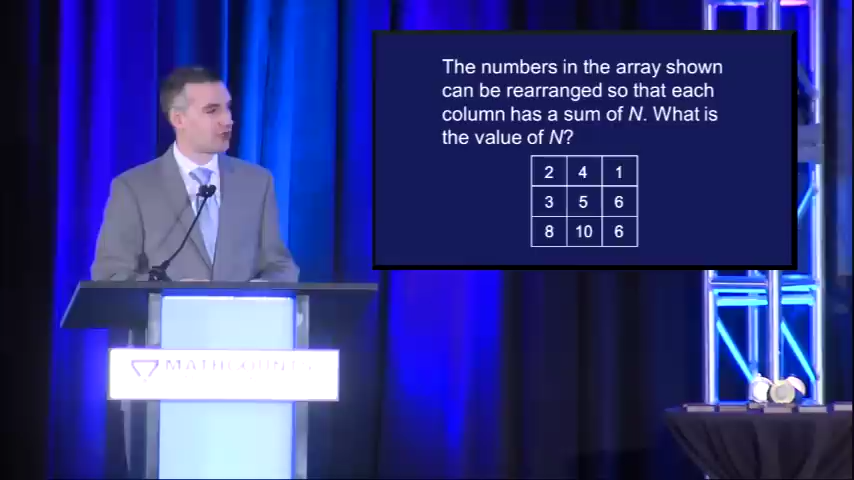 The numbers in the array shown
can be rearranged so that each
column has a sum of N. What is
the value of N?
2 4 1
3 5 6
8 10 6
MATHCOUNTS